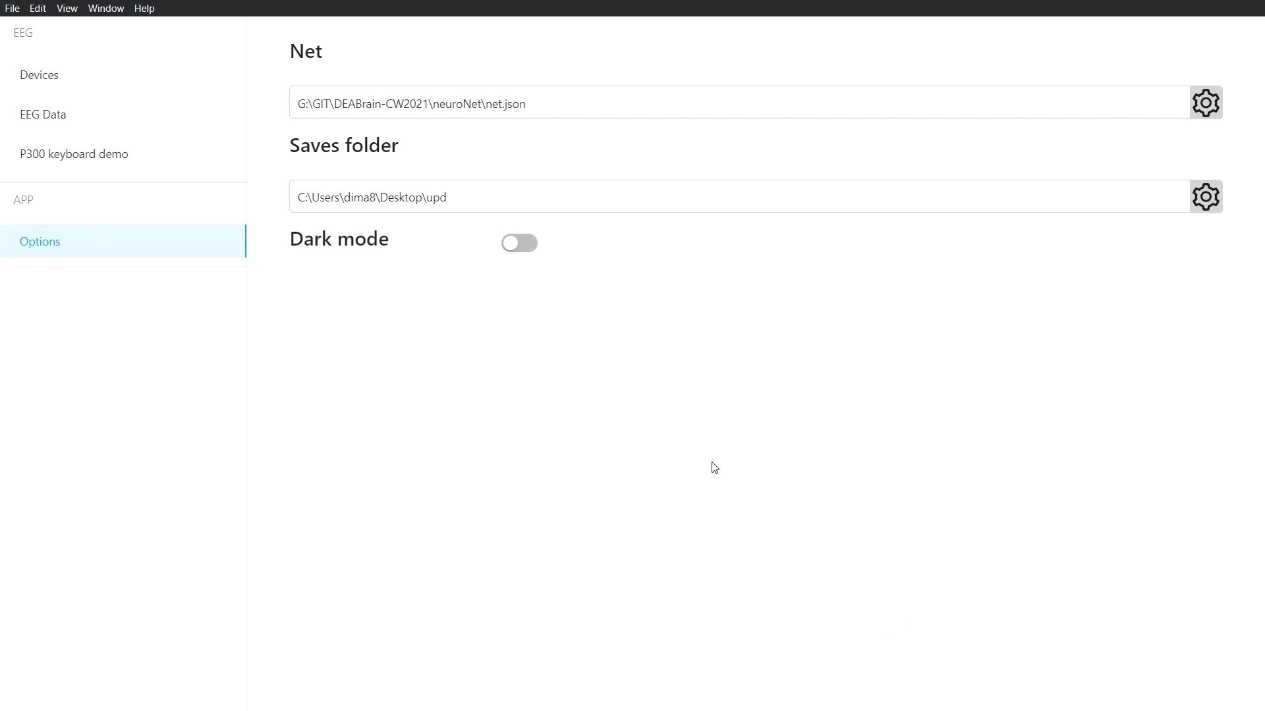 File Edit View Window Help
EEG
Devices
EEG Data
P300 keyboard demo
APP
Options
Net
G:\GIT\DEABrain-CW2021\neuroNet\net.json
Saves folder
C:\Users\dima8\Desktop\upd
Dark mode